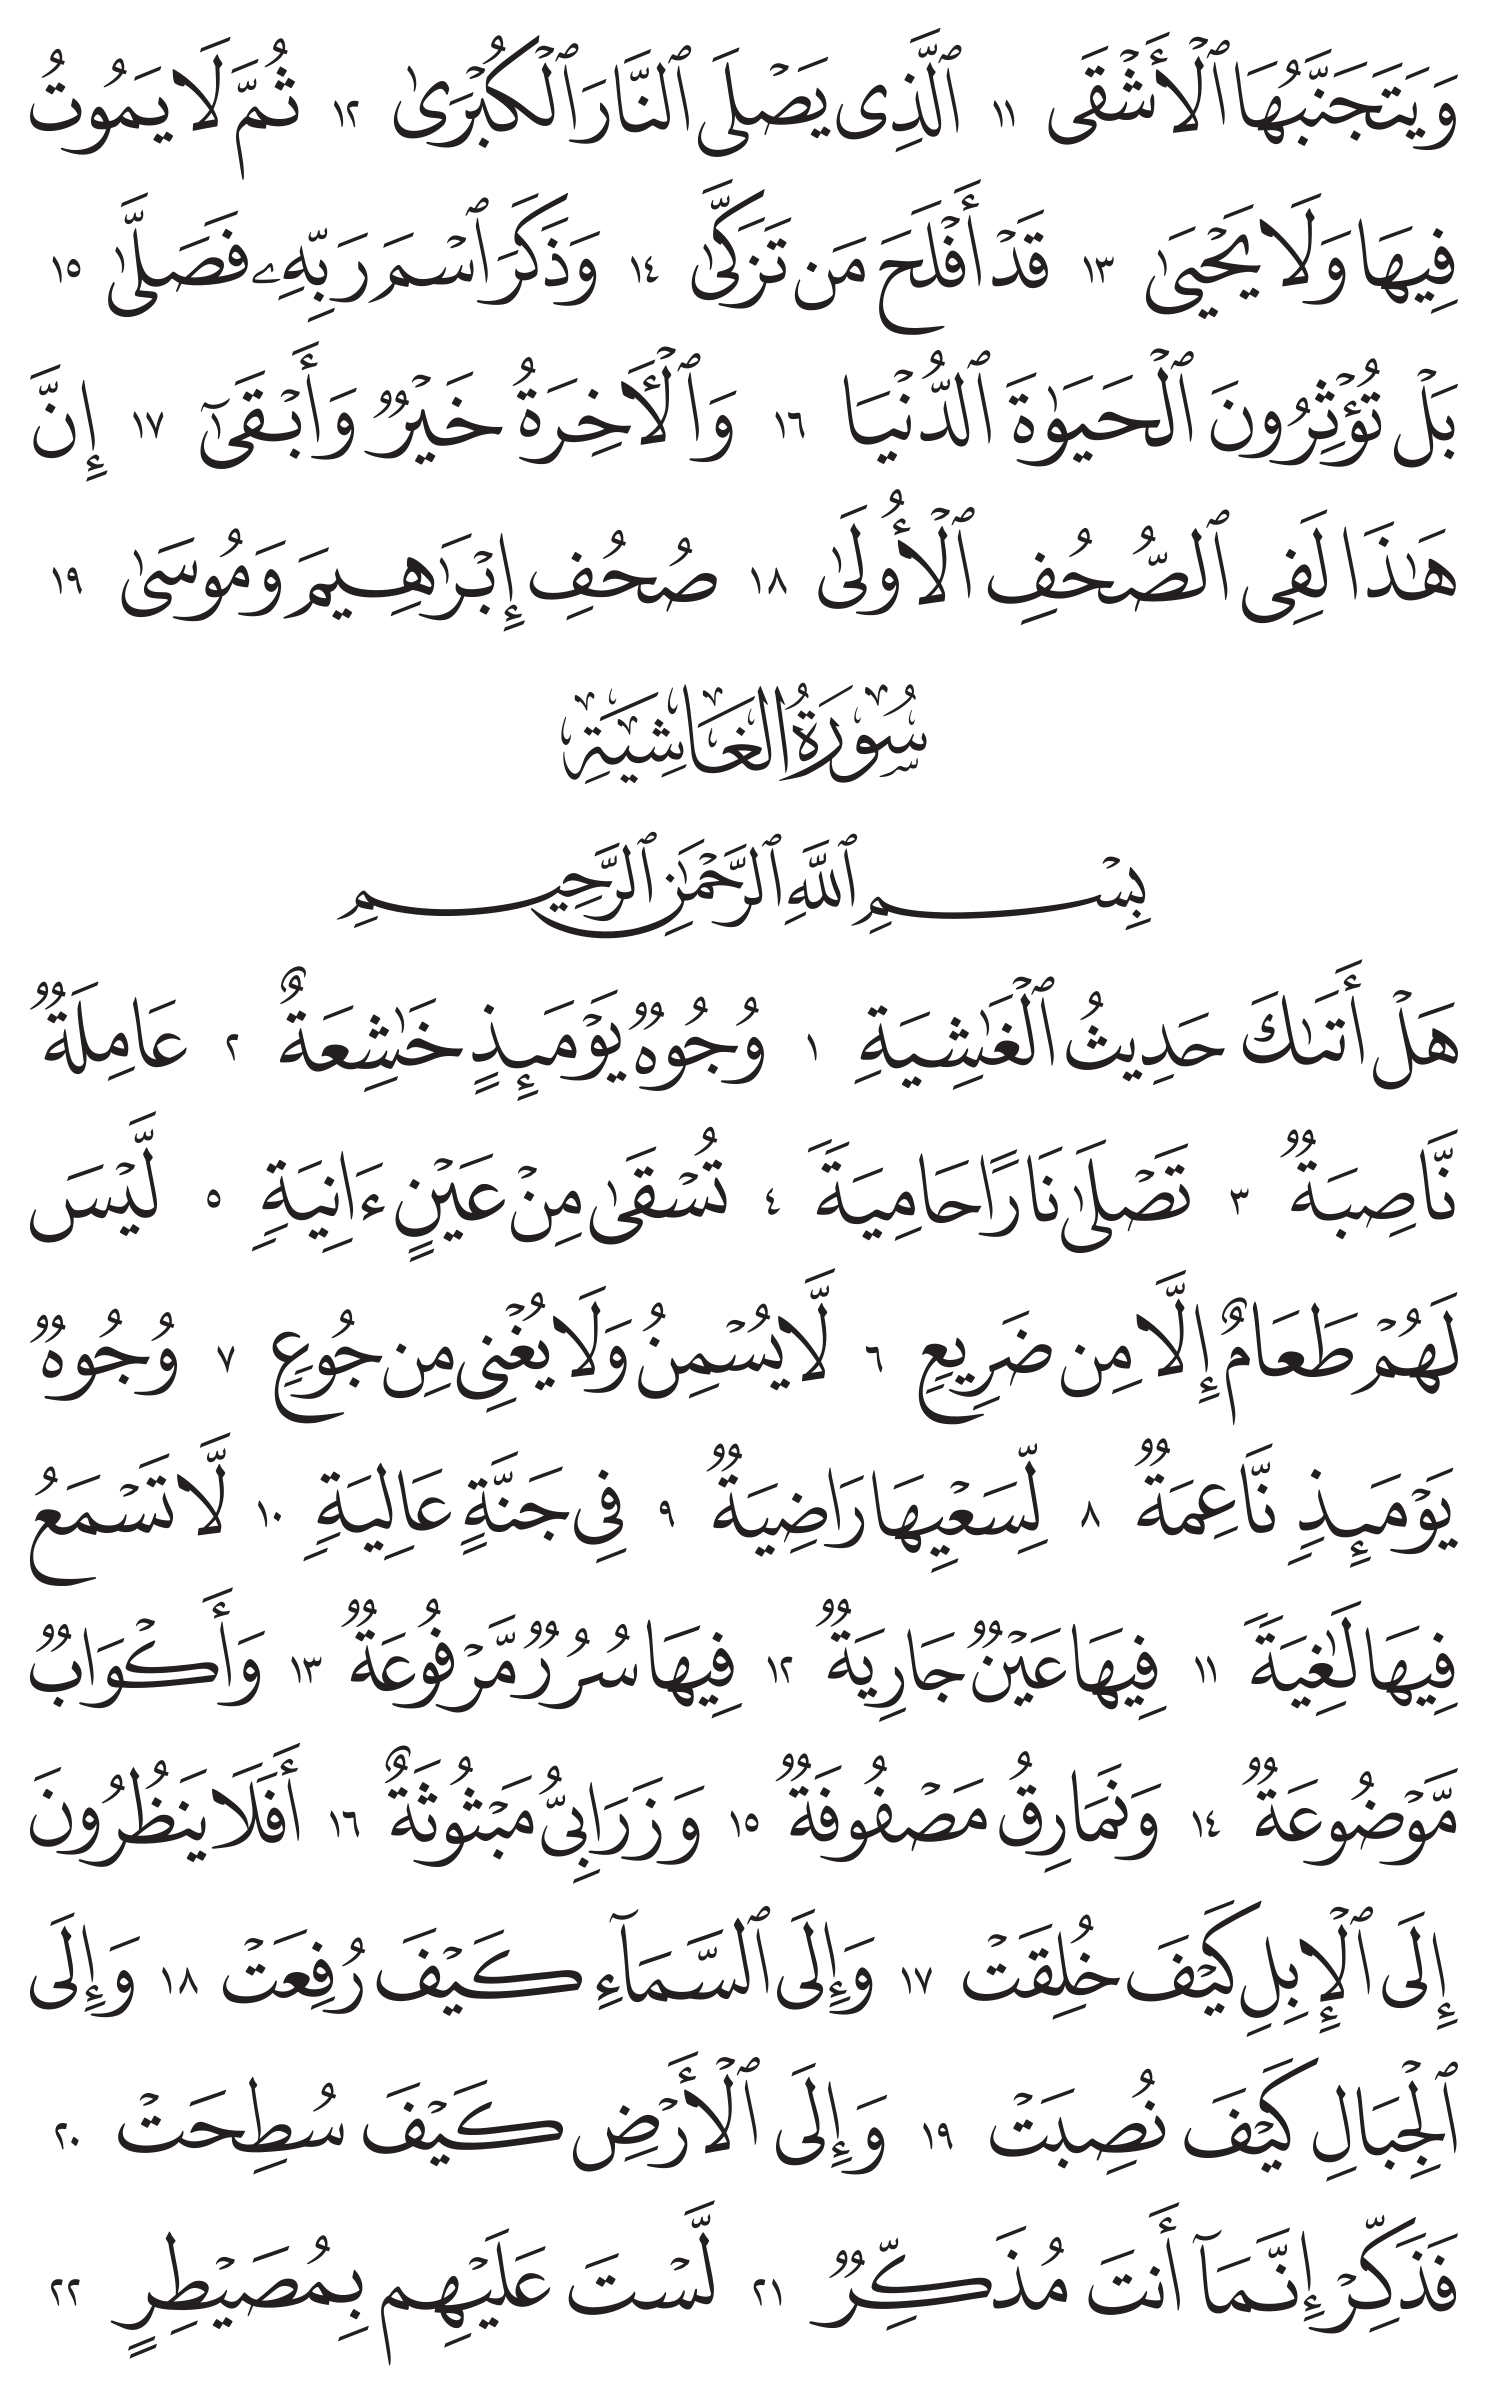 وَيَتَجَنَّبُهَا ٱلۡأَشۡقَى ١١ ٱلَّذِى يَصۡلَى ٱلنَّارَ ٱلۡكُبۡرَىٰ ١٢ ثُمَّ لَا يَمُوتُ
فِيهَا وَلَا يَحۡيَىٰ ١٣ قَدۡ أَفۡلَحَ مَن تَزَكَّىٰ ١٤ وَذَكَرَ ٱسۡمَ رَبِّهِۦ فَصَلَّىٰ ١٥
بَلۡ تُؤۡثِرُونَ ٱلۡحَيَوٰةَ ٱلدُّنۡيَا ١٦ وَٱلۡأَخِرَةُ خَيۡرٞ وَأَبۡقَىٰٓ ١٧ إِنَّ
هَٰذَا لَفِى ٱلصُّحُفِ ٱلۡأُولَىٰ ١٨ صُحُفِ إِبۡرَٰهِيمَ وَمُوسَىٰ ١٩
سُورَةُ الغَاشِيَةِ
بِسۡمِ ٱللَّهِ ٱلرَّحۡمَٰنِ ٱلرَّحِيمِ
هَلۡ أَتَىٰكَ حَدِيثُ ٱلۡغَٰشِيَةِ ١ وُجُوهٞ يَوۡمَئِذٍ خَٰشِعَةٌ ٢ عَامِلَةٞ
نَّاصِبَةٞ ٣ تَصۡلَىٰ نَارًا حَامِيَةٗ ٤ تُسۡقَىٰ مِنۡ عَيۡنٍ ءَانِيَةٖ ٥ لَّيۡسَ
لَهُمۡ طَعَامٌ إِلَّا مِن ضَرِيعٖ ٦ لَّا يُسۡمِنُ وَلَا يُغۡنِى مِن جُوعٖ ٧ وُجُوهٞ
يَوۡمَئِذٖ نَّاعِمَةٞ ٨ لِّسَعۡيِهَا رَاضِيَةٞ ٩ فِى جَنَّةٍ عَالِيَةٖ ١٠ لَّا تَسۡمَعُ
فِيهَا لَٰغِيَةٗ ١١ فِيهَا عَيۡنٞ جَارِيَةٞ ١٢ فِيهَا سُرُرٞ مَّرۡفُوعَةٞ ١٣ وَأَكۡوَابٞ
مَّوۡضُوعَةٞ ١٤ وَنَمَارِقُ مَصۡفُوفَةٞ ١٥ وَزَرَابِىُّ مَبۡثُوثَةٌ ١٦ أَفَلَا يَنظُرُونَ
إِلَى ٱلۡإِبِلِ كَيۡفَ خُلِقَتۡ ١٧ وَإِلَى ٱلسَّمَآءِ كَيۡفَ رُفِعَتۡ ١٨ وَإِلَى
ٱلۡجِبَالِ كَيۡفَ نُصِبَتۡ ١٩ وَإِلَى ٱلۡأَرۡضِ كَيۡفَ سُطِحَتۡ ٢٠
فَذَكِّرۡ إِنَّمَآ أَنتَ مُذَكِّرٞ ٢١ لَّسۡتَ عَلَيۡهِم بِمُصَيۡطِرٍ ٢٢